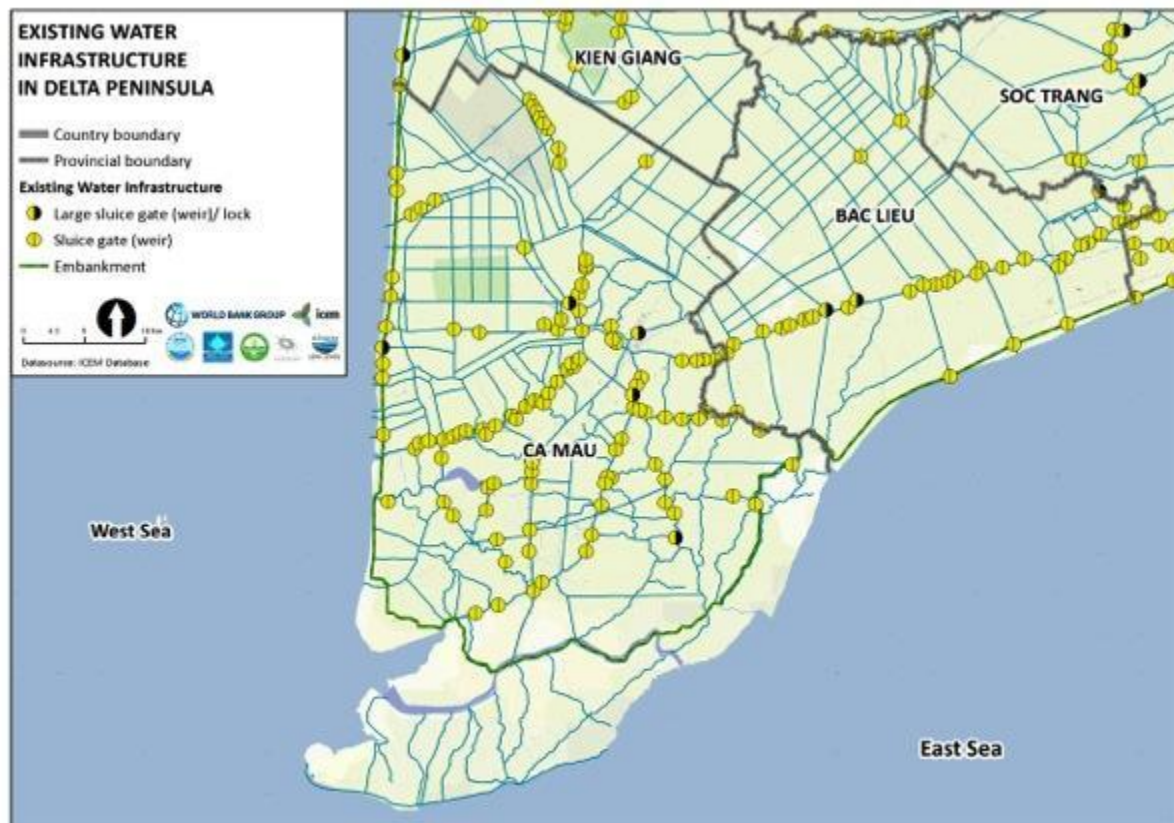 EXISTING WATER
INFRASTRUCTURE
IN DELTA PENINSULA
Country boundary
Provincial boundary
Existing Water Infrastructure
Large sluice gate (weir)/ lock
Sluice gate (weir)
Embankment
WORLD BANK GROUP
icem
Datasource: ICEM Database
KIEN GIANG
SOC TRANG
BAC LIEU
CA MAU
West Sea
East Sea